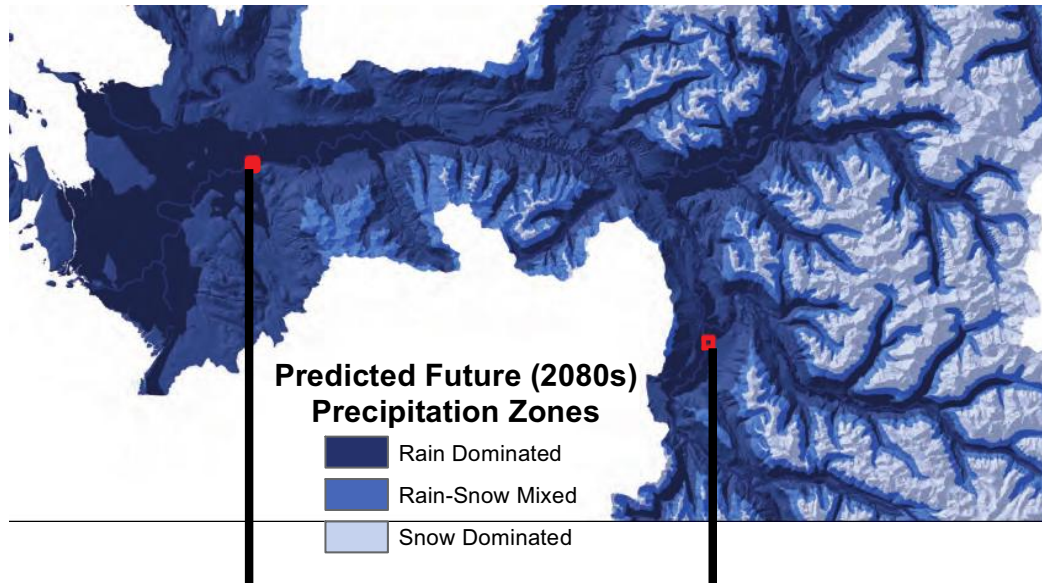 Predicted Future (2080s)
Precipitation Zones
Rain Dominated
Rain-Snow Mixed
Snow Dominated